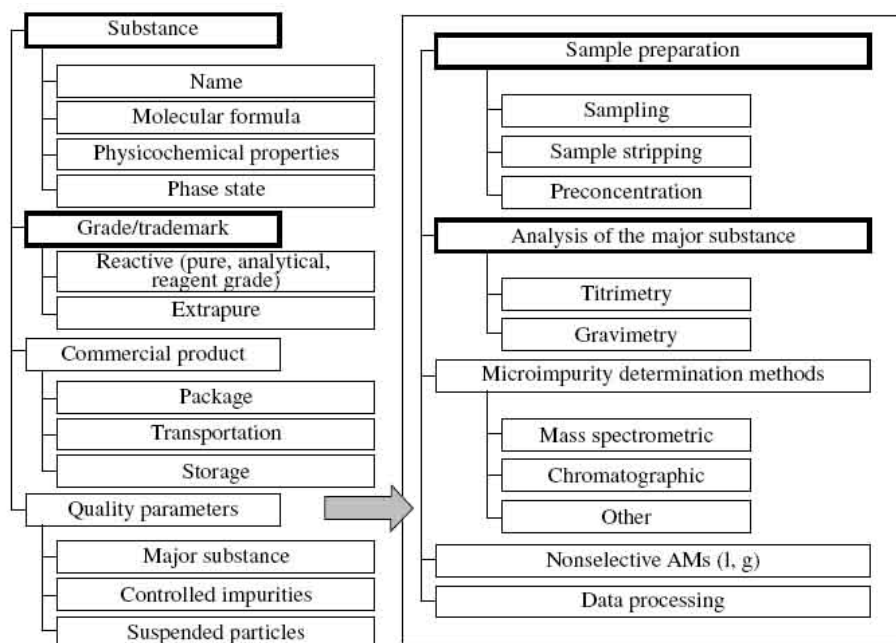 Substance
Name
Molecular formula
Physicochemical properties
Phase state
Grade/trademark
Reactive (pure, analytical,
reagent grade)
Extrapure
Commercial product
Package
Transportation
Storage
Quality parameters
Major substance
Controlled impurities
Suspended particles
Sample preparation
Sampling
Sample stripping
Preconcentration
Analysis of the major substance
Titrimetry
Gravimetry
Microimpurity determination methods
Mass spectrometric
Chromatographic
Other
Nonselective AMs (l, g)
Data processing